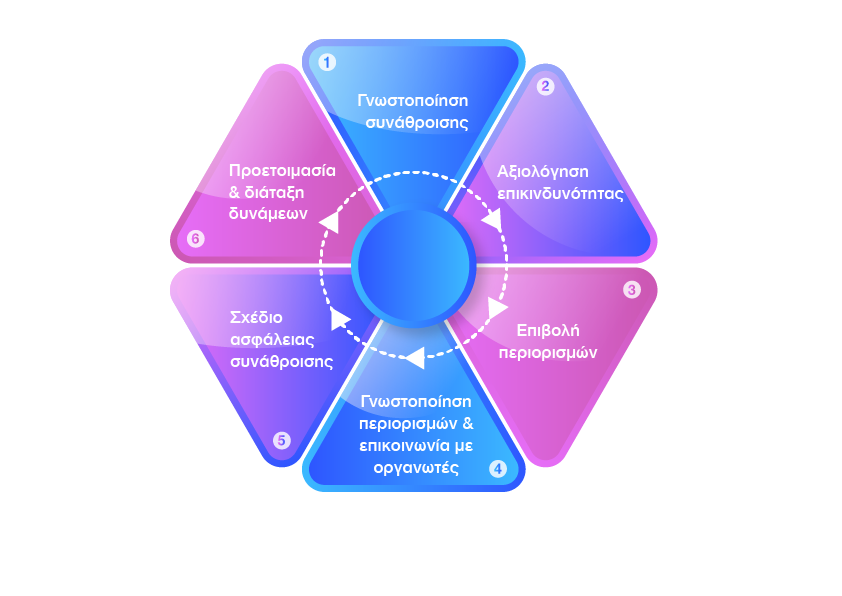 1
Γνωστοποίηση
συνάθροισης
2
Αξιολόγηση
επικινδυνότητας
3
Επιβολή
περιορισμών
4
Γνωστοποίηση
περιορισμών &
επικοινωνία με
οργανωτές
5
Σχέδιο
ασφάλειας
συνάθροισης
6
Προετοιμασία
& διάταξη
δυνάμεων